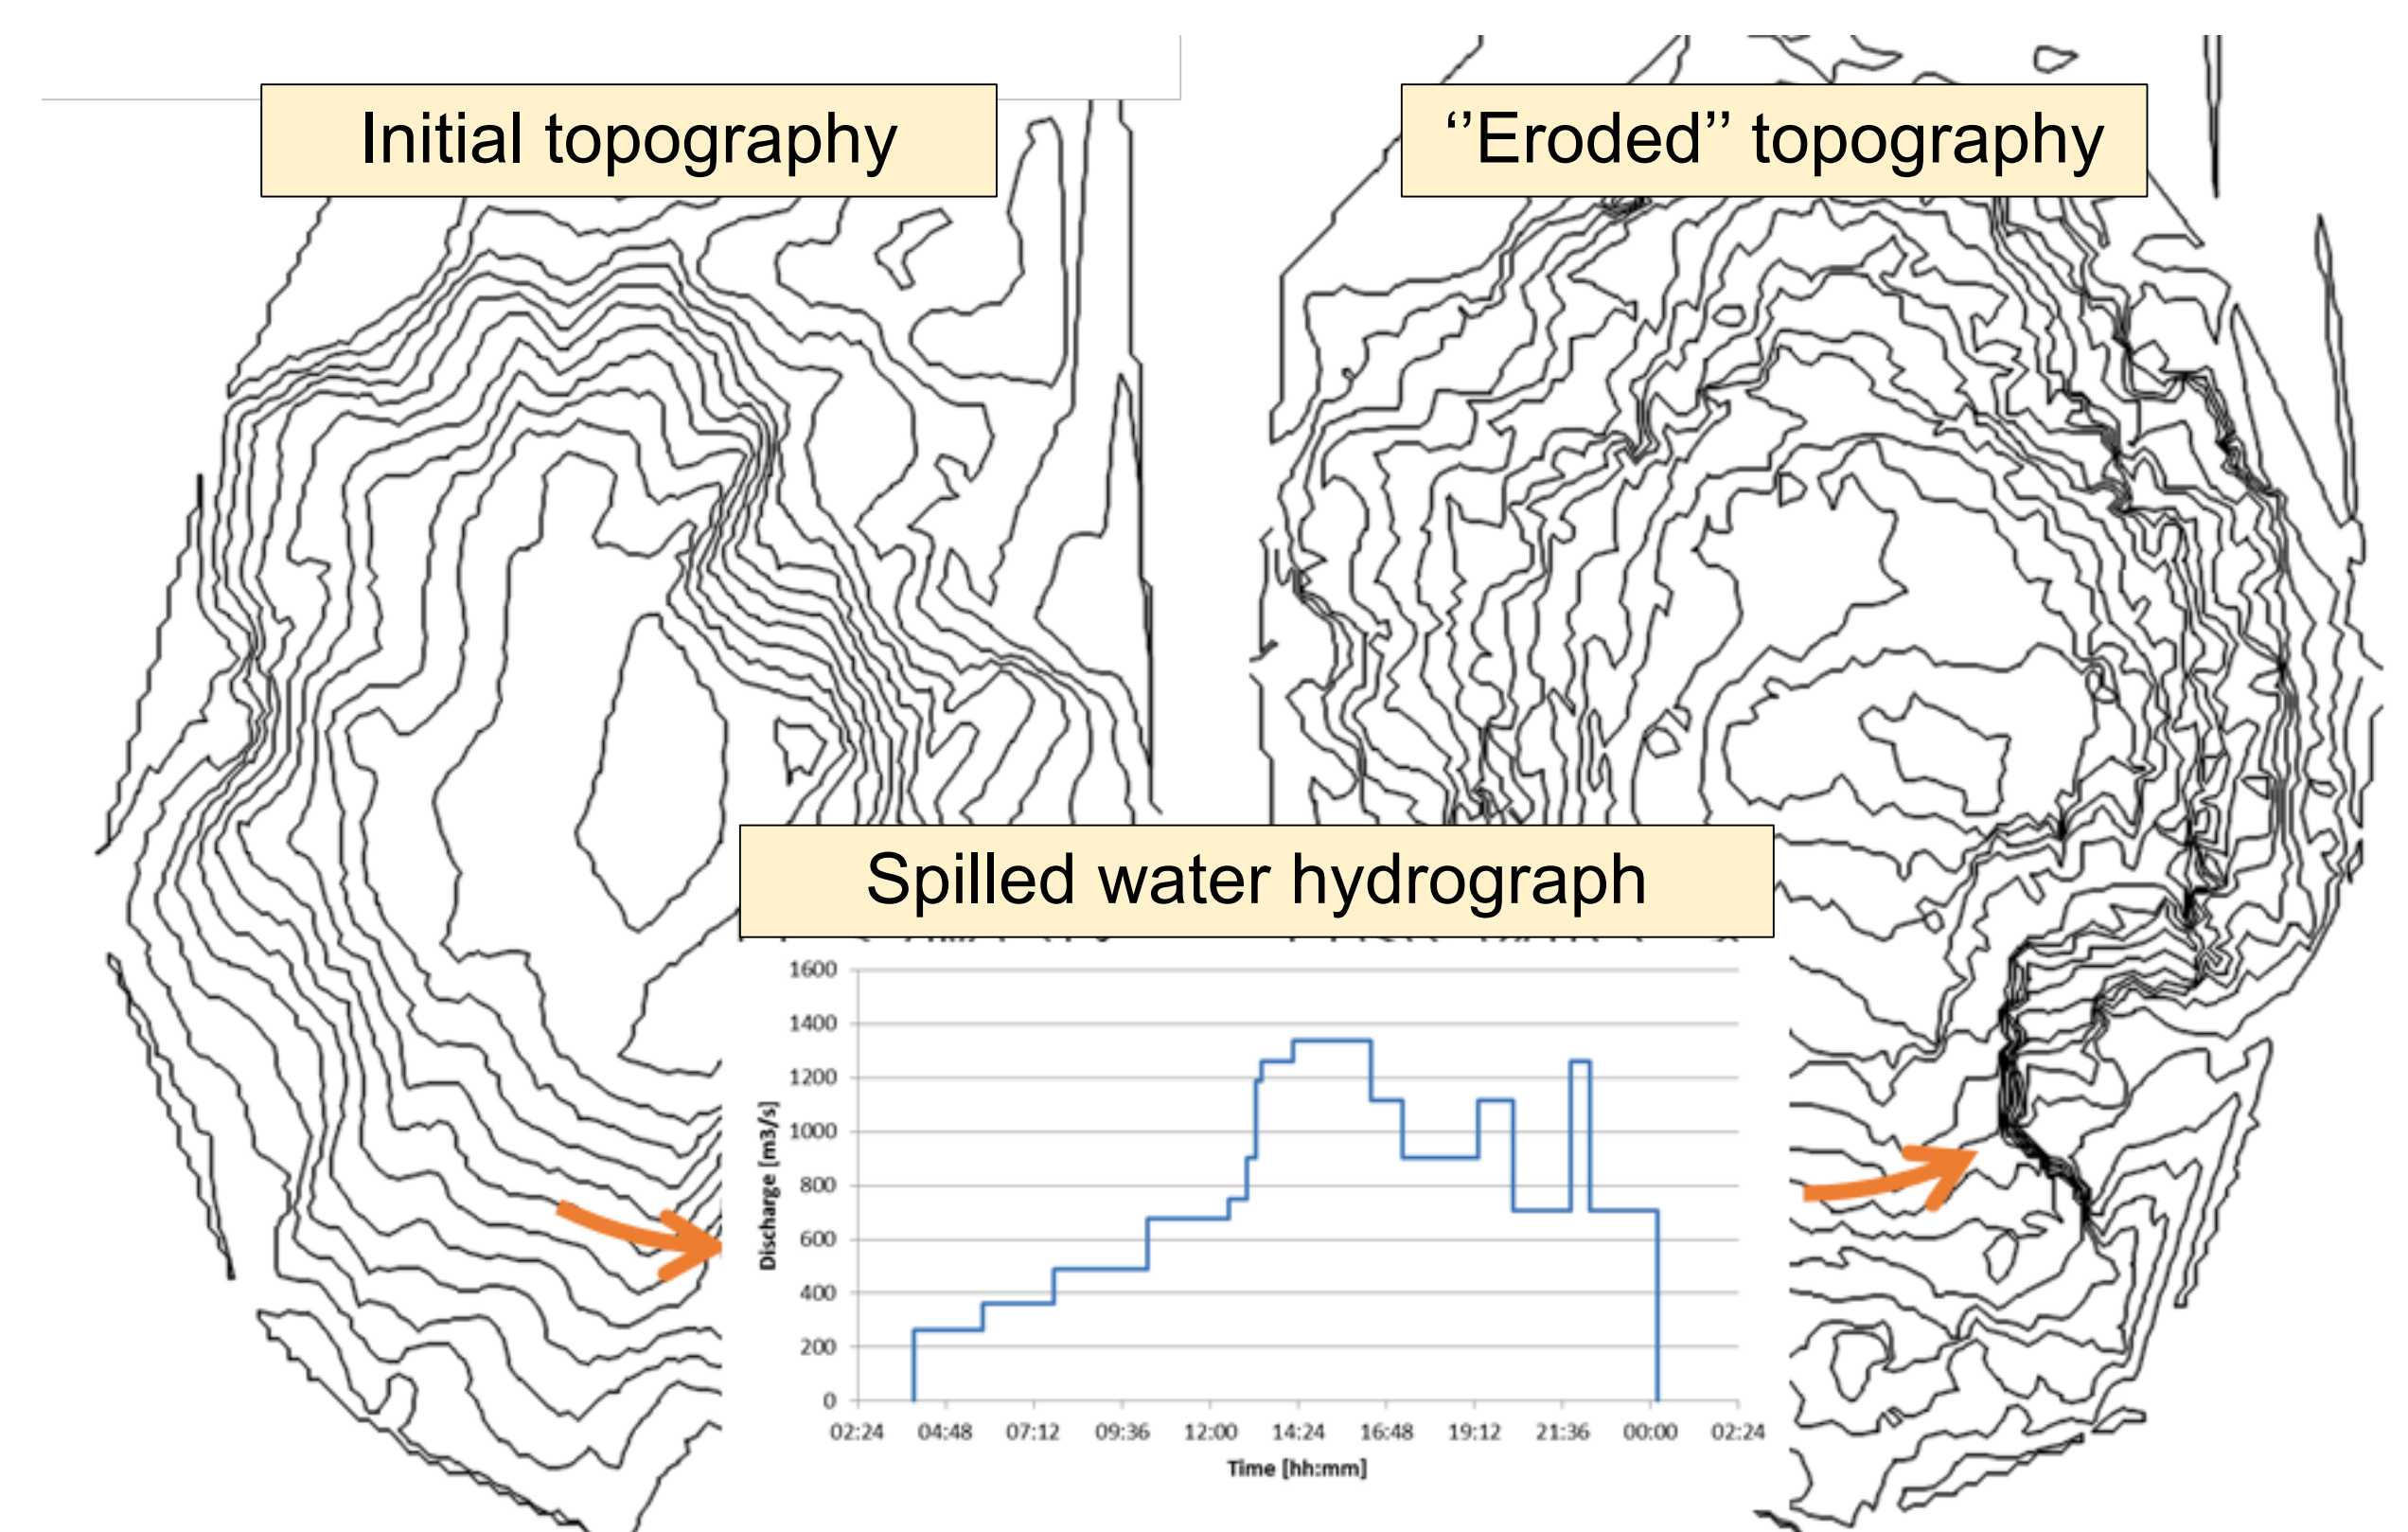 Initial topography
‘’Eroded’’ topography
Spilled water hydrograph
1600
1400
1200
1000
800
600
400
200
0
Discharge [m3/s]
02:24 04:48 07:12 09:36 12:00 14:24 16:48 19:12 21:36 00:00 02:24
Time [hh:mm]